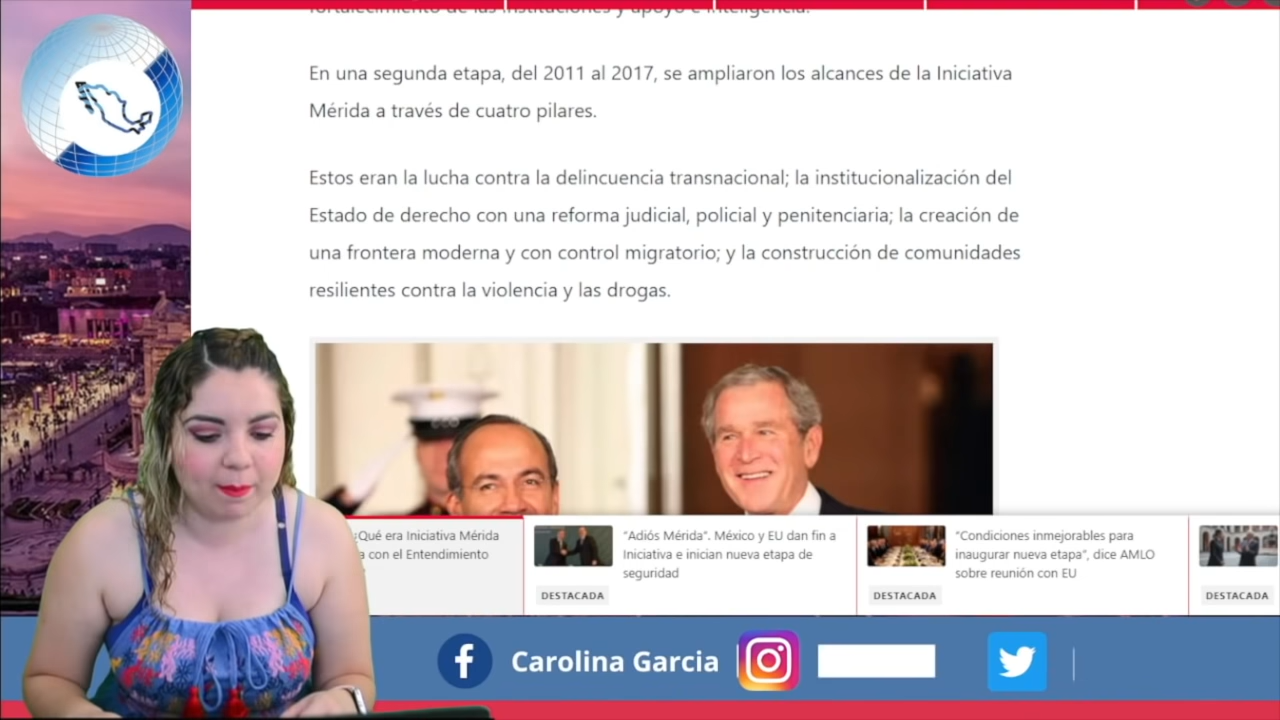 fortalecimiento de las instituciones y apoyo e inteligencia.
En una segunda etapa, del 2011 al 2017, se ampliaron los alcances de la Iniciativa
Mérida a través de cuatro pilares.
Estos eran la lucha contra la delincuencia transnacional; la institucionalización del
Estado de derecho con una reforma judicial, policial y penitenciaria; la creación de
una frontera moderna y con control migratorio; y la construcción de comunidades
resilientes contra la violencia y las drogas.
¿Qué era Iniciativa Mérida
a con el Entendimiento
"Adiós Mérida". México y EU dan fin a
Iniciativa e inician nueva etapa de
seguridad
DESTACADA
"Condiciones inmejorables para
inaugurar nueva etapa", dice AMLO
sobre reunión con EU
DESTACADA
DESTACADA
Carolina Garcia